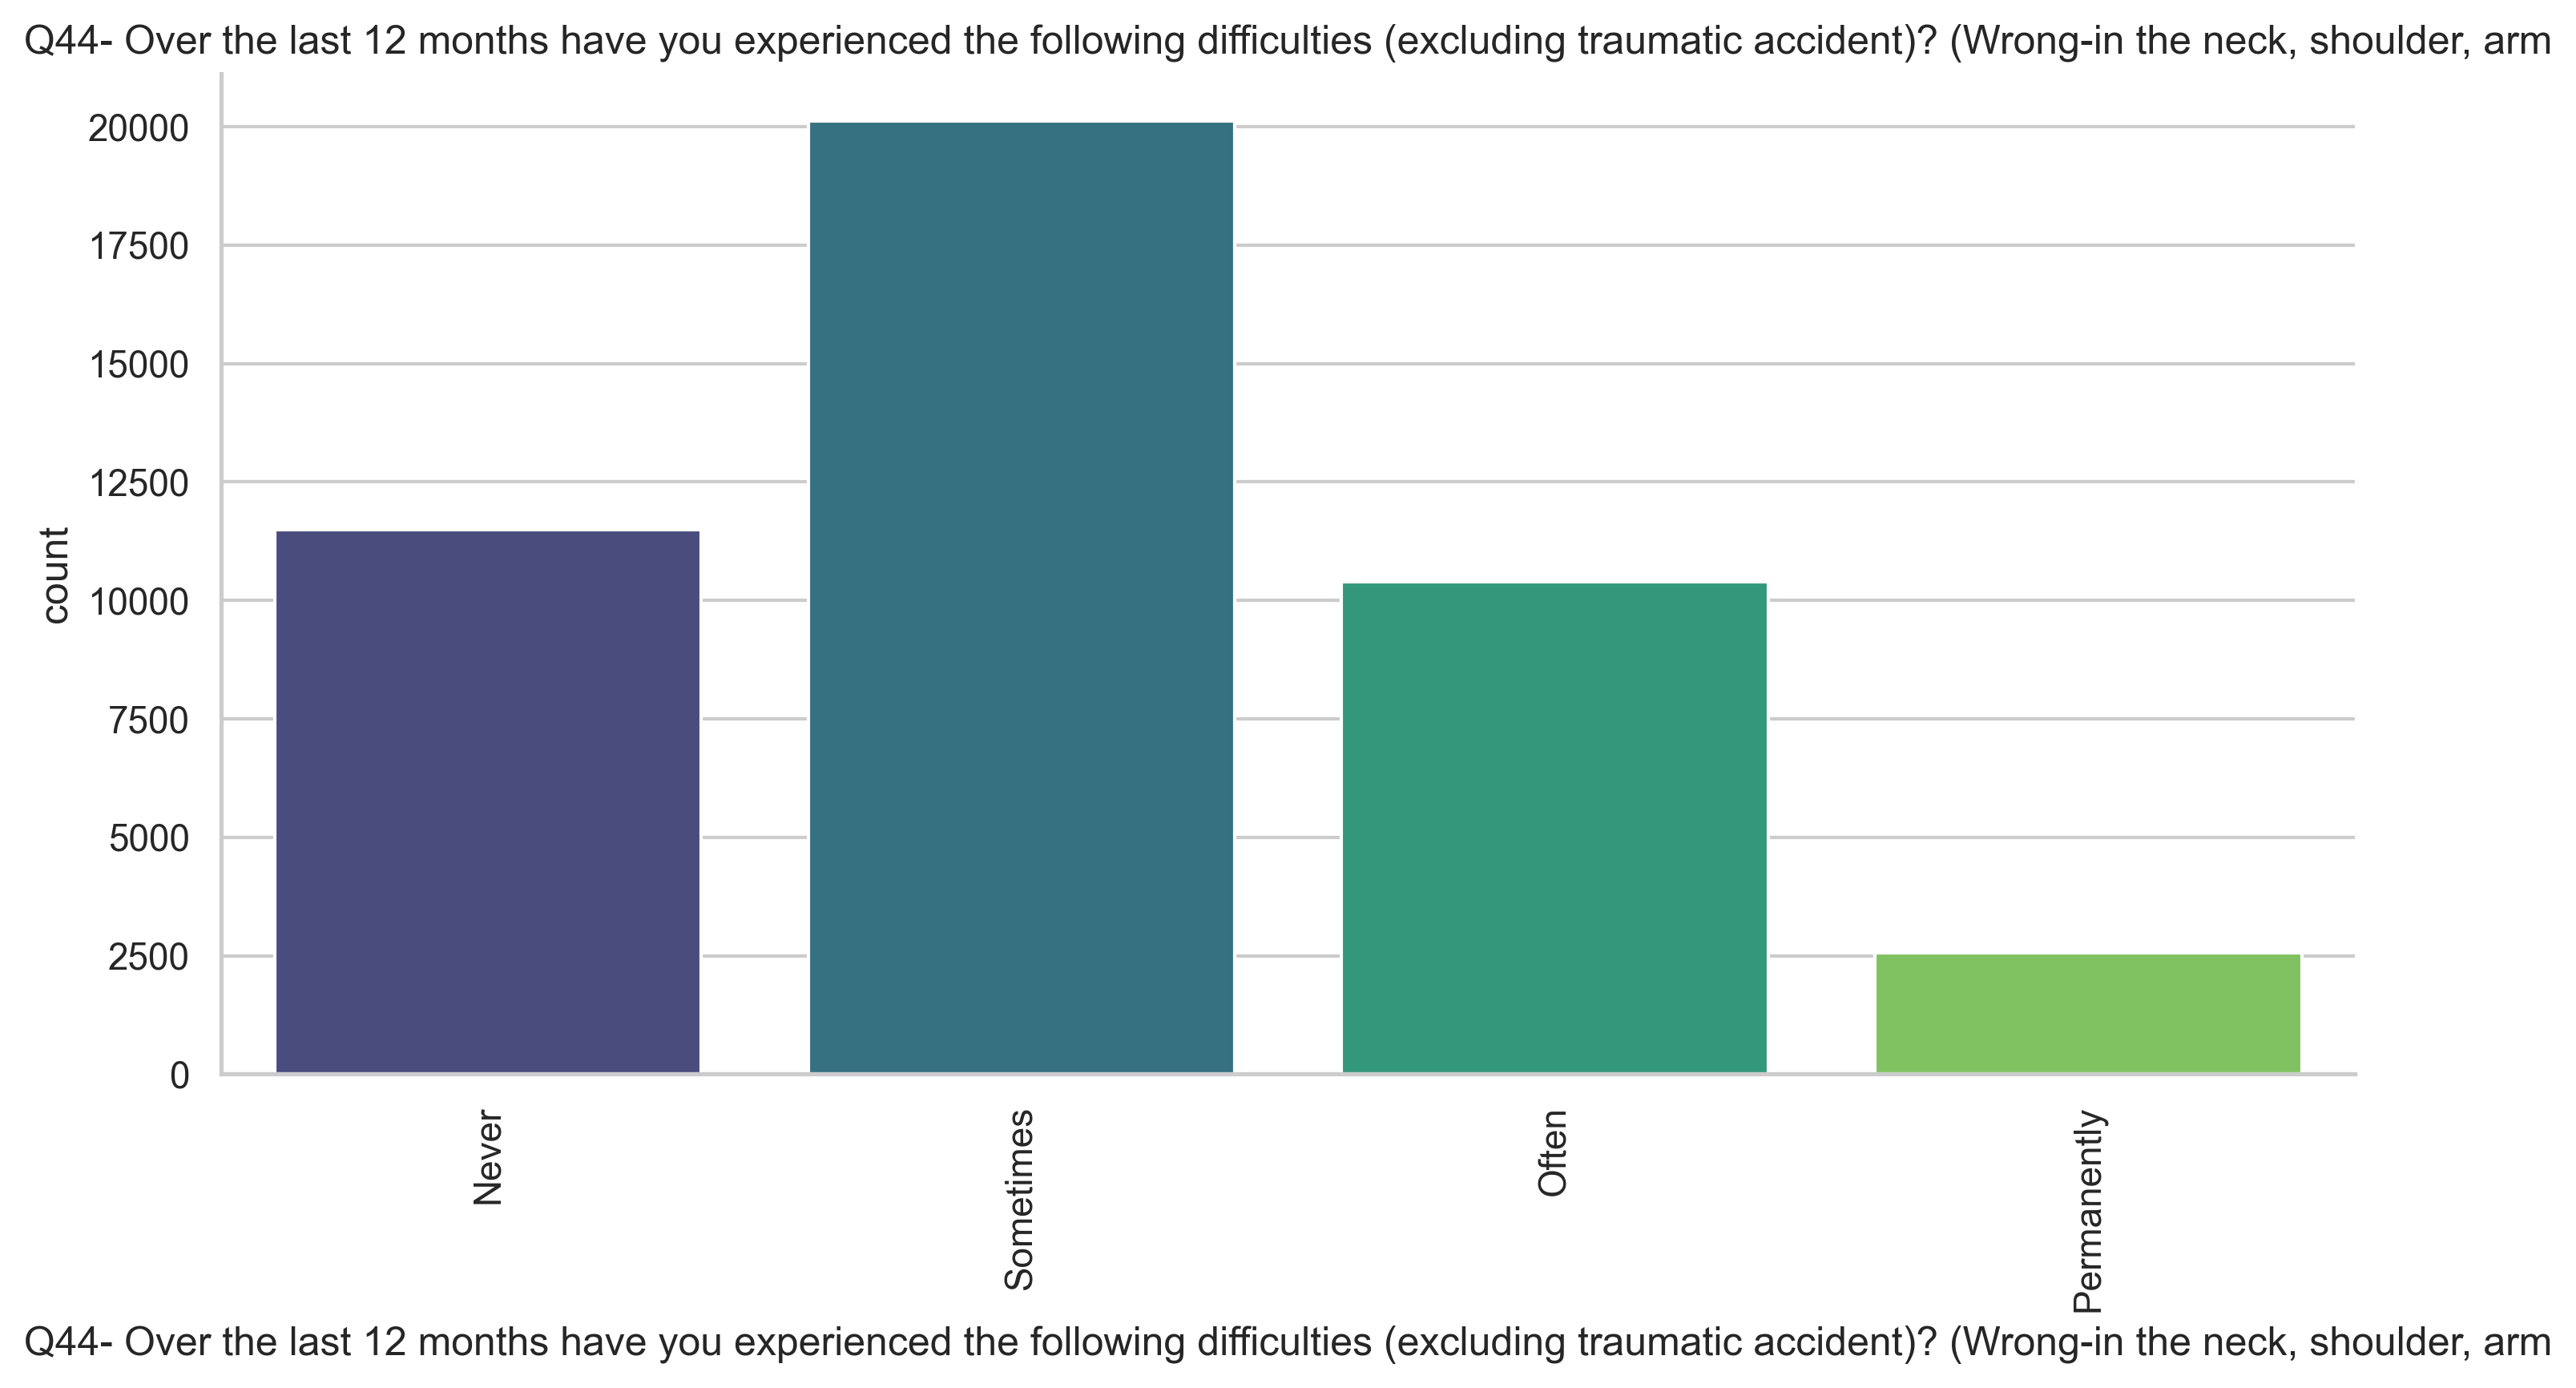 Q44- Over the last 12 months have you experienced the following difficulties (excluding traumatic accident)? (Wrong-in the neck, shoulder, arm
20000
17500
15000
12500
10000
7500
5000
2500
0
count
Never
Sometimes
Often
Permanently
Q44- Over the last 12 months have you experienced the following difficulties (excluding traumatic accident)? (Wrong-in the neck, shoulder, arm